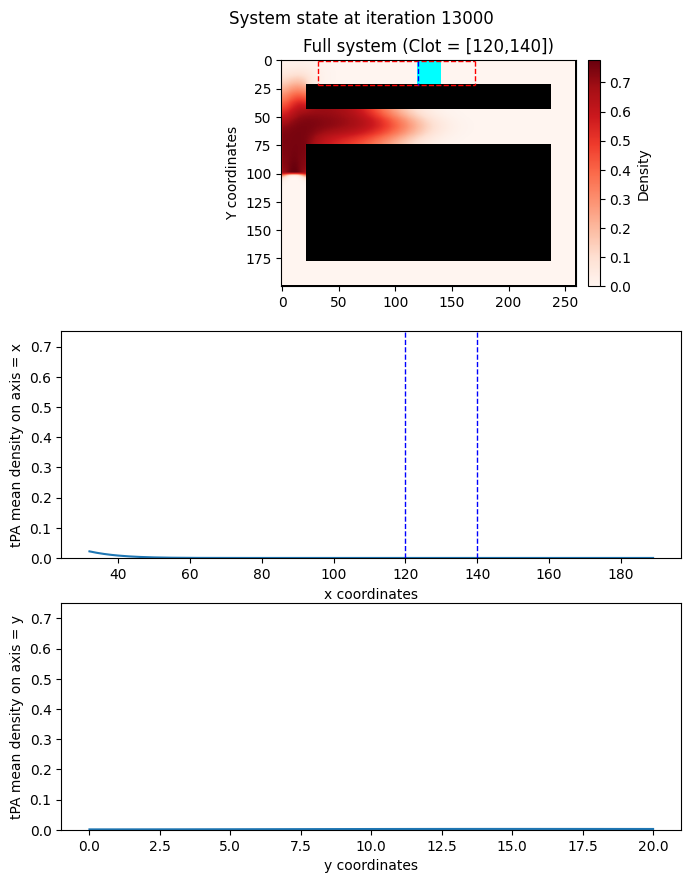 System state at iteration 13000
Full system (Clot = [120,140])
0
25
50
75
100
125
150
175
Y coordinates
0 50 100 150 200 250
0.7
0.6
0.5
0.4
0.3
0.2
0.1
0.0
Density
0.7
0.6
0.5
0.4
0.3
0.2
0.1
0.0
tPA mean density on axis = x
40 60 80 100 120 140 160 180
x coordinates
0.7
0.6
0.5
0.4
0.3
0.2
0.1
0.0
tPA mean density on axis = y
0.0 2.5 5.0 7.5 10.0 12.5 15.0 17.5 20.0
y coordinates